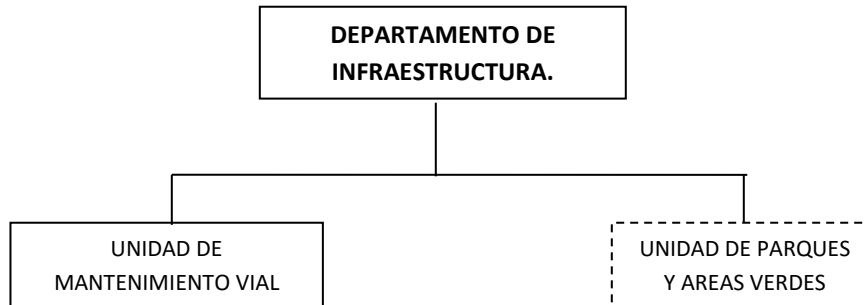 DEPARTAMENTO DE
INFRAESTRUCTURA.
UNIDAD DE
MANTENIMIENTO VIAL
UNIDAD DE PARQUES
Y AREAS VERDES